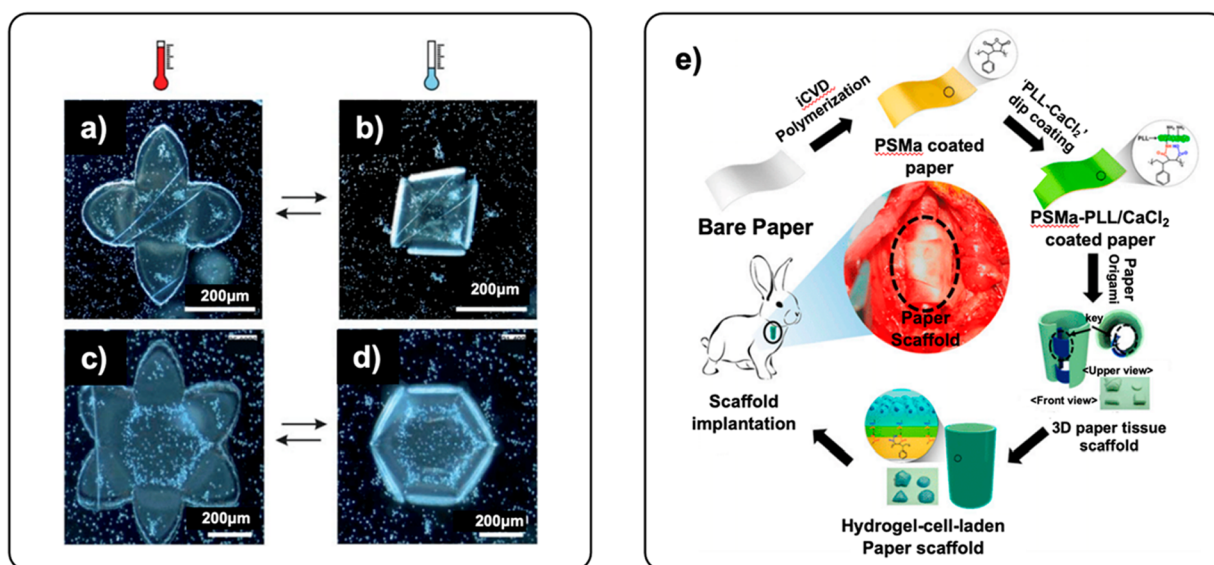 a)
200μm
b)
200μm
c)
200μm
d)
200μm
e)
iCVD
Polymerization
PSMa coated
paper
'PLL-CaCl₂'
dip coating
PLL
Bare Paper
PSMa-PLL/CaCl₂
coated paper
Paper
Origami
key
<Upper view>
<Front view>
3D paper tissue
scaffold
Hydrogel-cell-laden
Paper scaffold
Scaffold
implantation
Paper
Scaffold